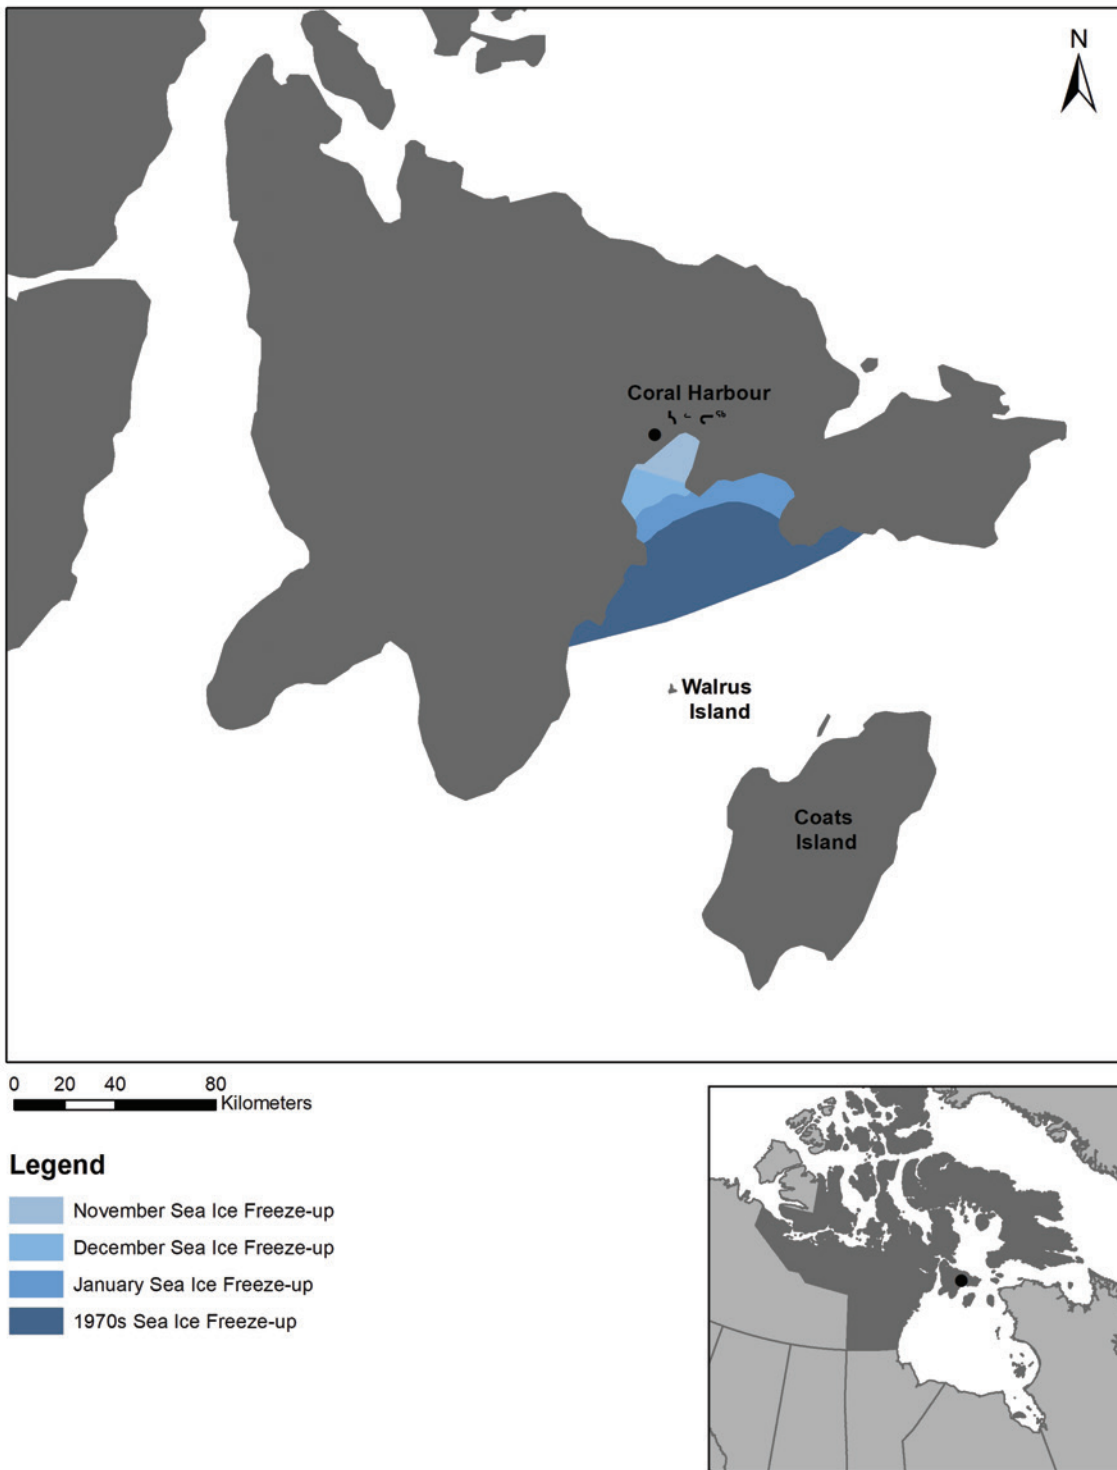 N
Coral Harbour
Walrus
Island
Coats
Island
0 20 40 80
Kilometers
Legend
November Sea Ice Freeze-up
December Sea Ice Freeze-up
January Sea Ice Freeze-up
1970s Sea Ice Freeze-up